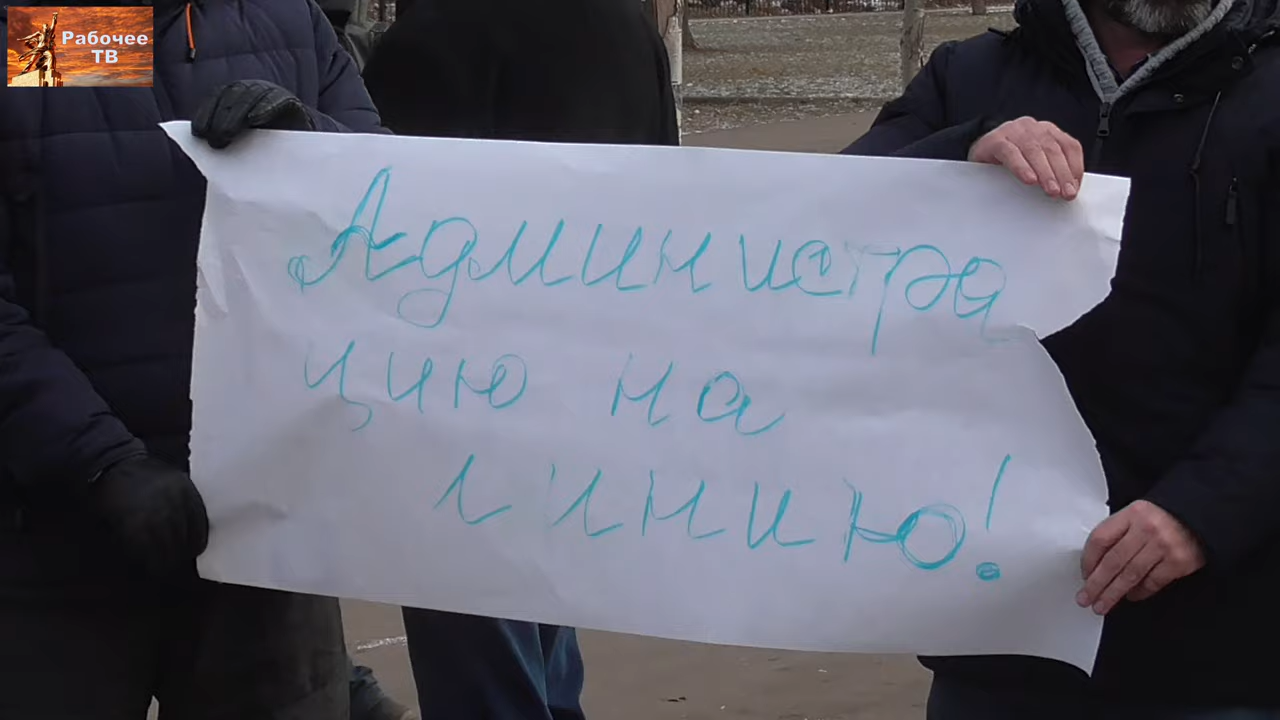 Рабочее
ТВ
Администра
цию на
линию!